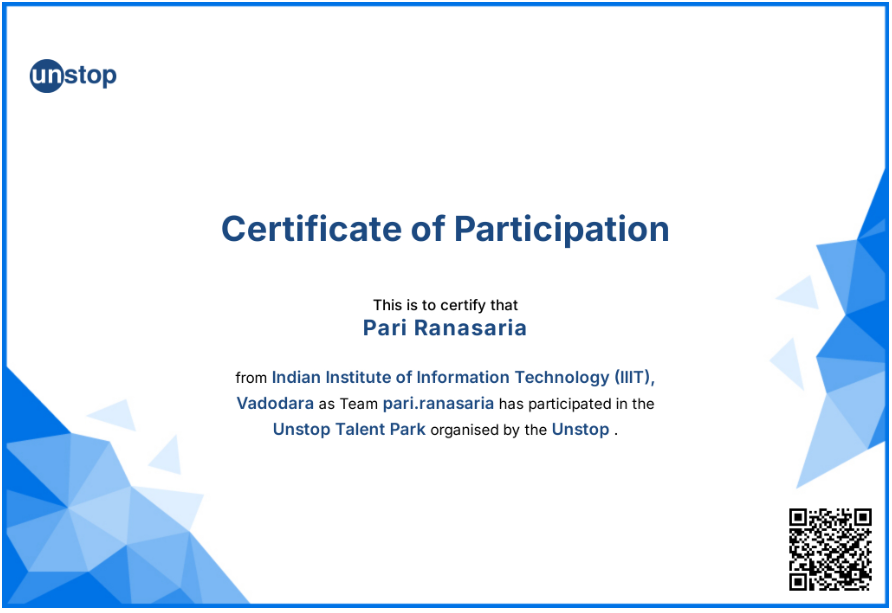 unstop
Certificate of Participation
This is to certify that
Pari Ranasaria
from Indian Institute of Information Technology (IIIT),
Vadodara as Team pari.ranasaria has participated in the
Unstop Talent Park organised by the Unstop .